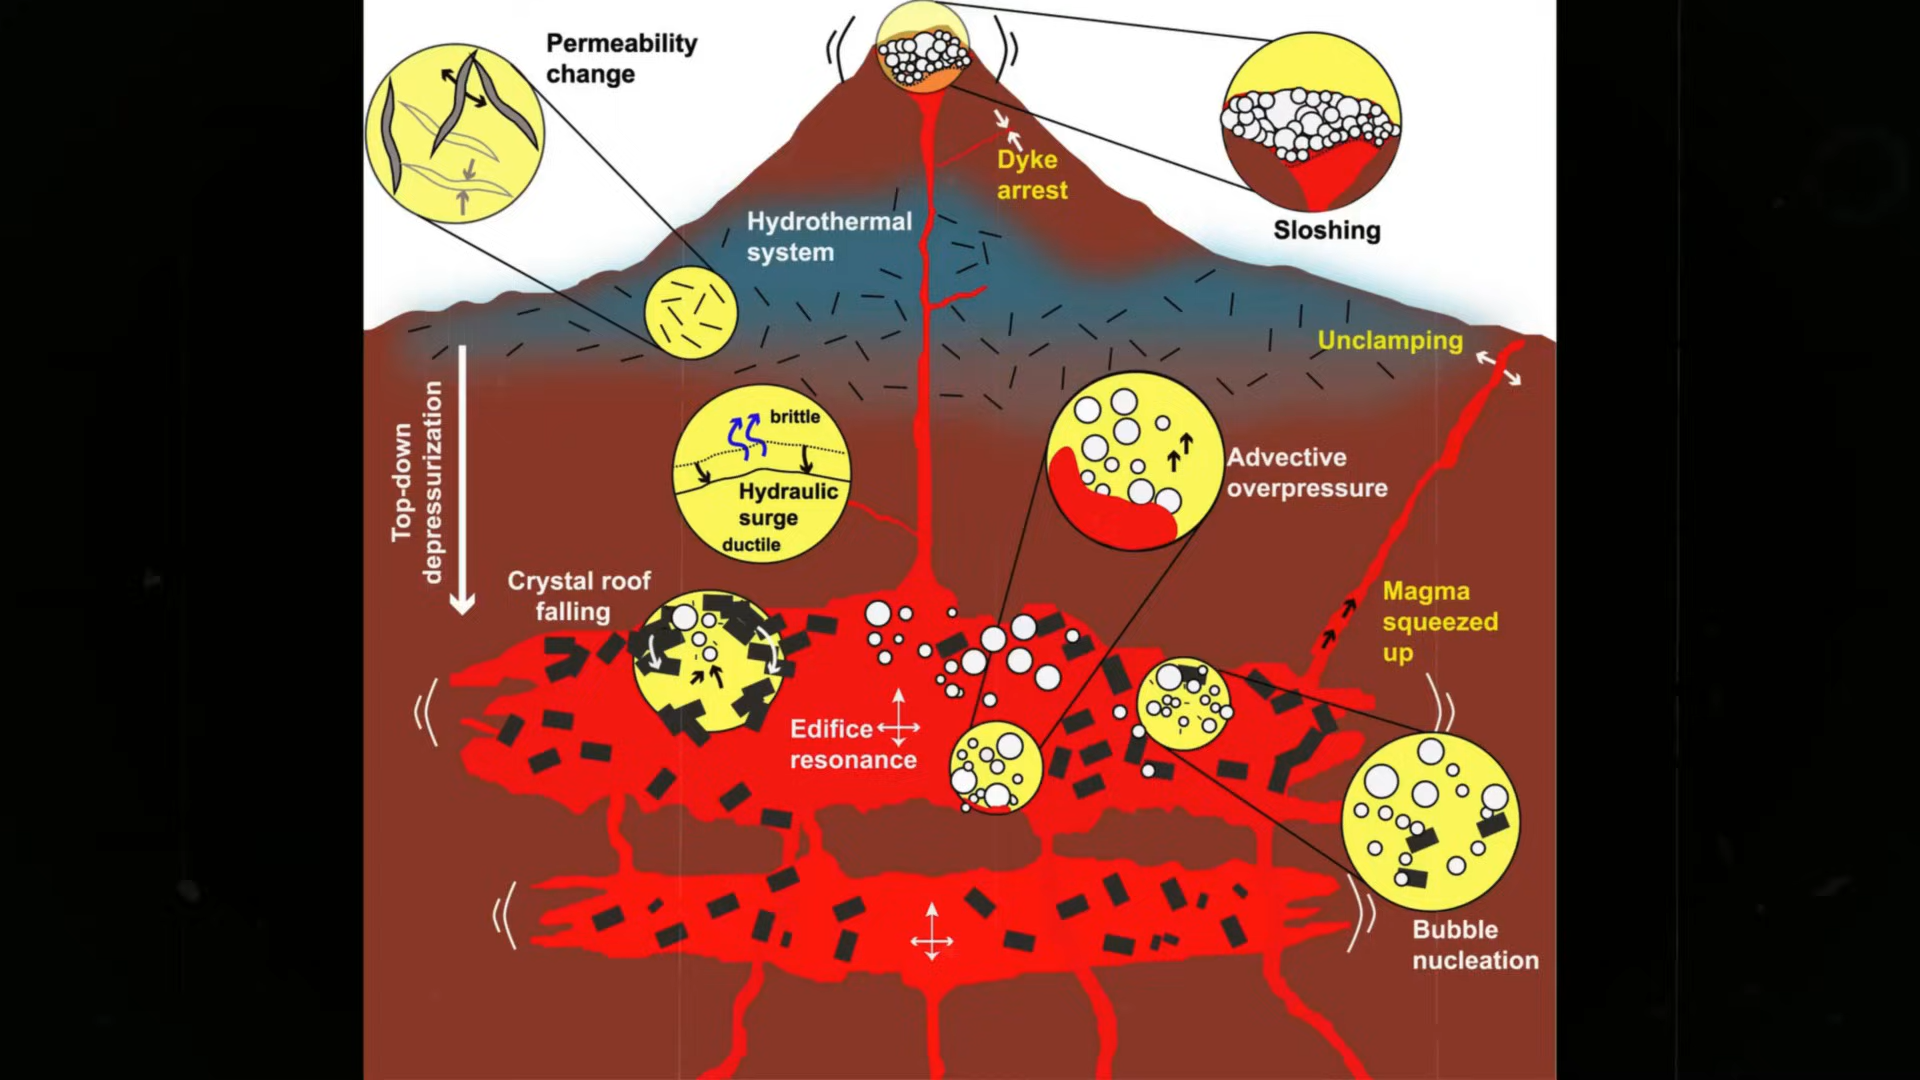 Permeability
change
Dyke
arrest
Sloshing
Hydrothermal
system
Unclamping
Top-down
depressurization
brittle
Hydraulic
surge
ductile
Advective
overpressure
Crystal roof
falling
Magma
squeezed
up
Edifice
resonance
Bubble
nucleation